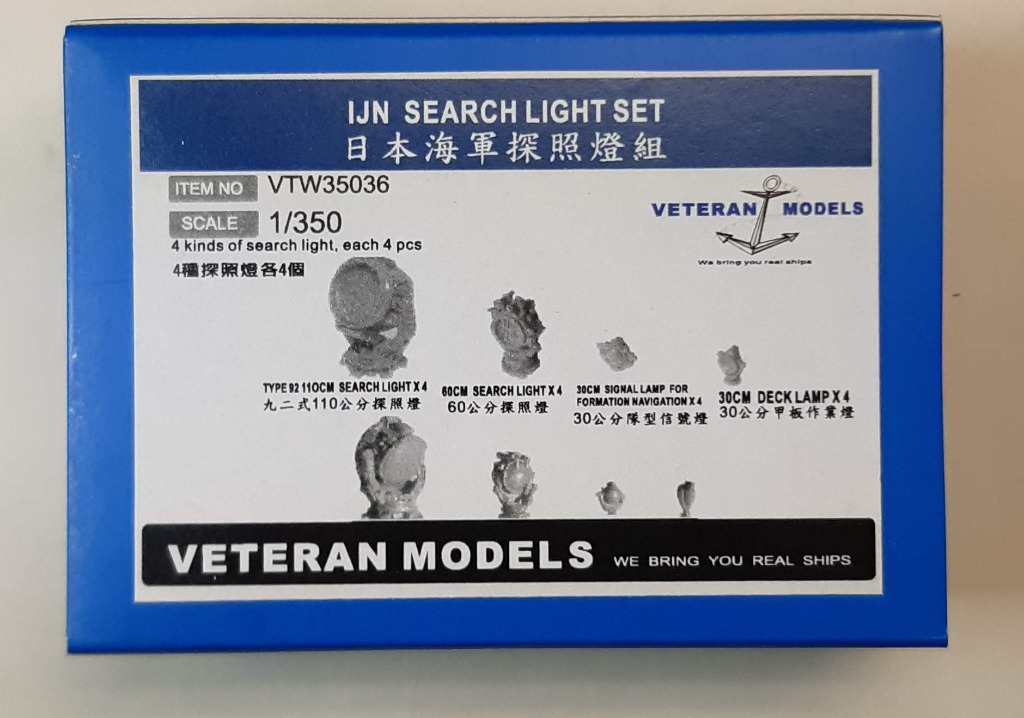 IJN SEARCH LIGHT SET
日本海軍探照燈組
ITEM NO VTW35036
SCALE 1/350
4 kinds of search light, each 4 pcs
4種探照燈各4個
VETERAN MODELS
We bring you real ships
TYPE 92 110CM SEARCH LIGHT X 4
九二式110公分探照燈
60CM SEARCH LIGHT X 4
60公分探照燈
30CM SIGNAL LAMP FOR
FORMATION NAVIGATION X 4
30公分隊型信號燈
30CM DECK LAMP X 4
30公分甲板作業燈
VETERAN MODELS WE BRING YOU REAL SHIPS